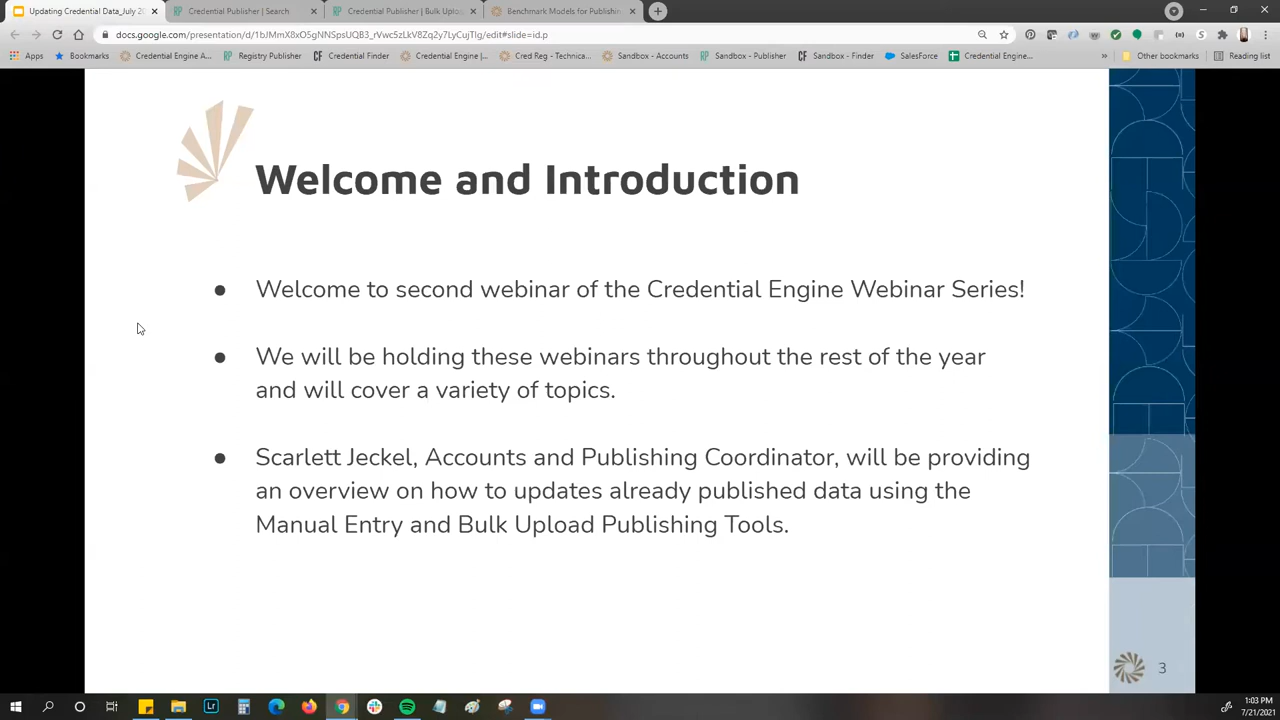 Updating Credential Data_July 2
Credential Publisher | Search
Credential Publisher | Bulk Uplo
Benchmark Models for Publishin
docs.google.com/presentation/d/1bJMmX8xO5gNNSpsUQB3_rVwc5zLkV8Zq2y7LyCujTIg/edit#slide=id.p
Apps
Bookmarks
Credential Engine A...
Registry Publisher
Credential Finder
Credential Engine |...
Cred Reg - Technica...
Sandbox - Accounts
Sandbox - Publisher
Sandbox - Finder
SalesForce
Credential Engine...
Other bookmarks
Reading list
Welcome and Introduction
● Welcome to second webinar of the Credential Engine Webinar Series!
● We will be holding these webinars throughout the rest of the year
and will cover a variety of topics.
● Scarlett Jeckel, Accounts and Publishing Coordinator, will be providing
an overview on how to updates already published data using the
Manual Entry and Bulk Upload Publishing Tools.
3
1:03 PM
7/21/2021